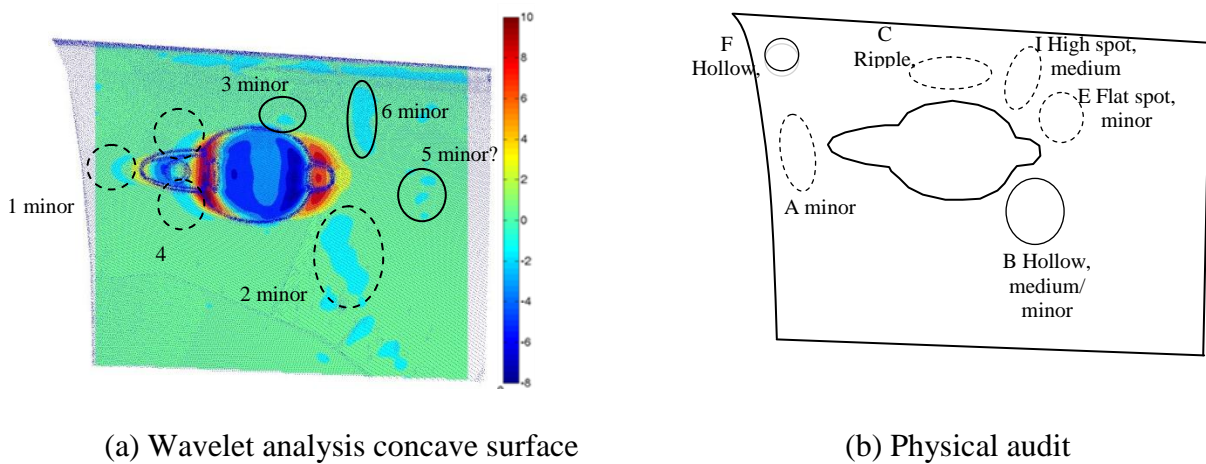 3 minor
6 minor
5 minor?
1 minor
4
2 minor
10
8
6
4
2
0
-2
-4
-6
-8
F
Hollow,
C
Ripple,
I High spot,
medium
E Flat spot,
minor
A minor
B Hollow,
medium/
minor
(a) Wavelet analysis concave surface
(b) Physical audit